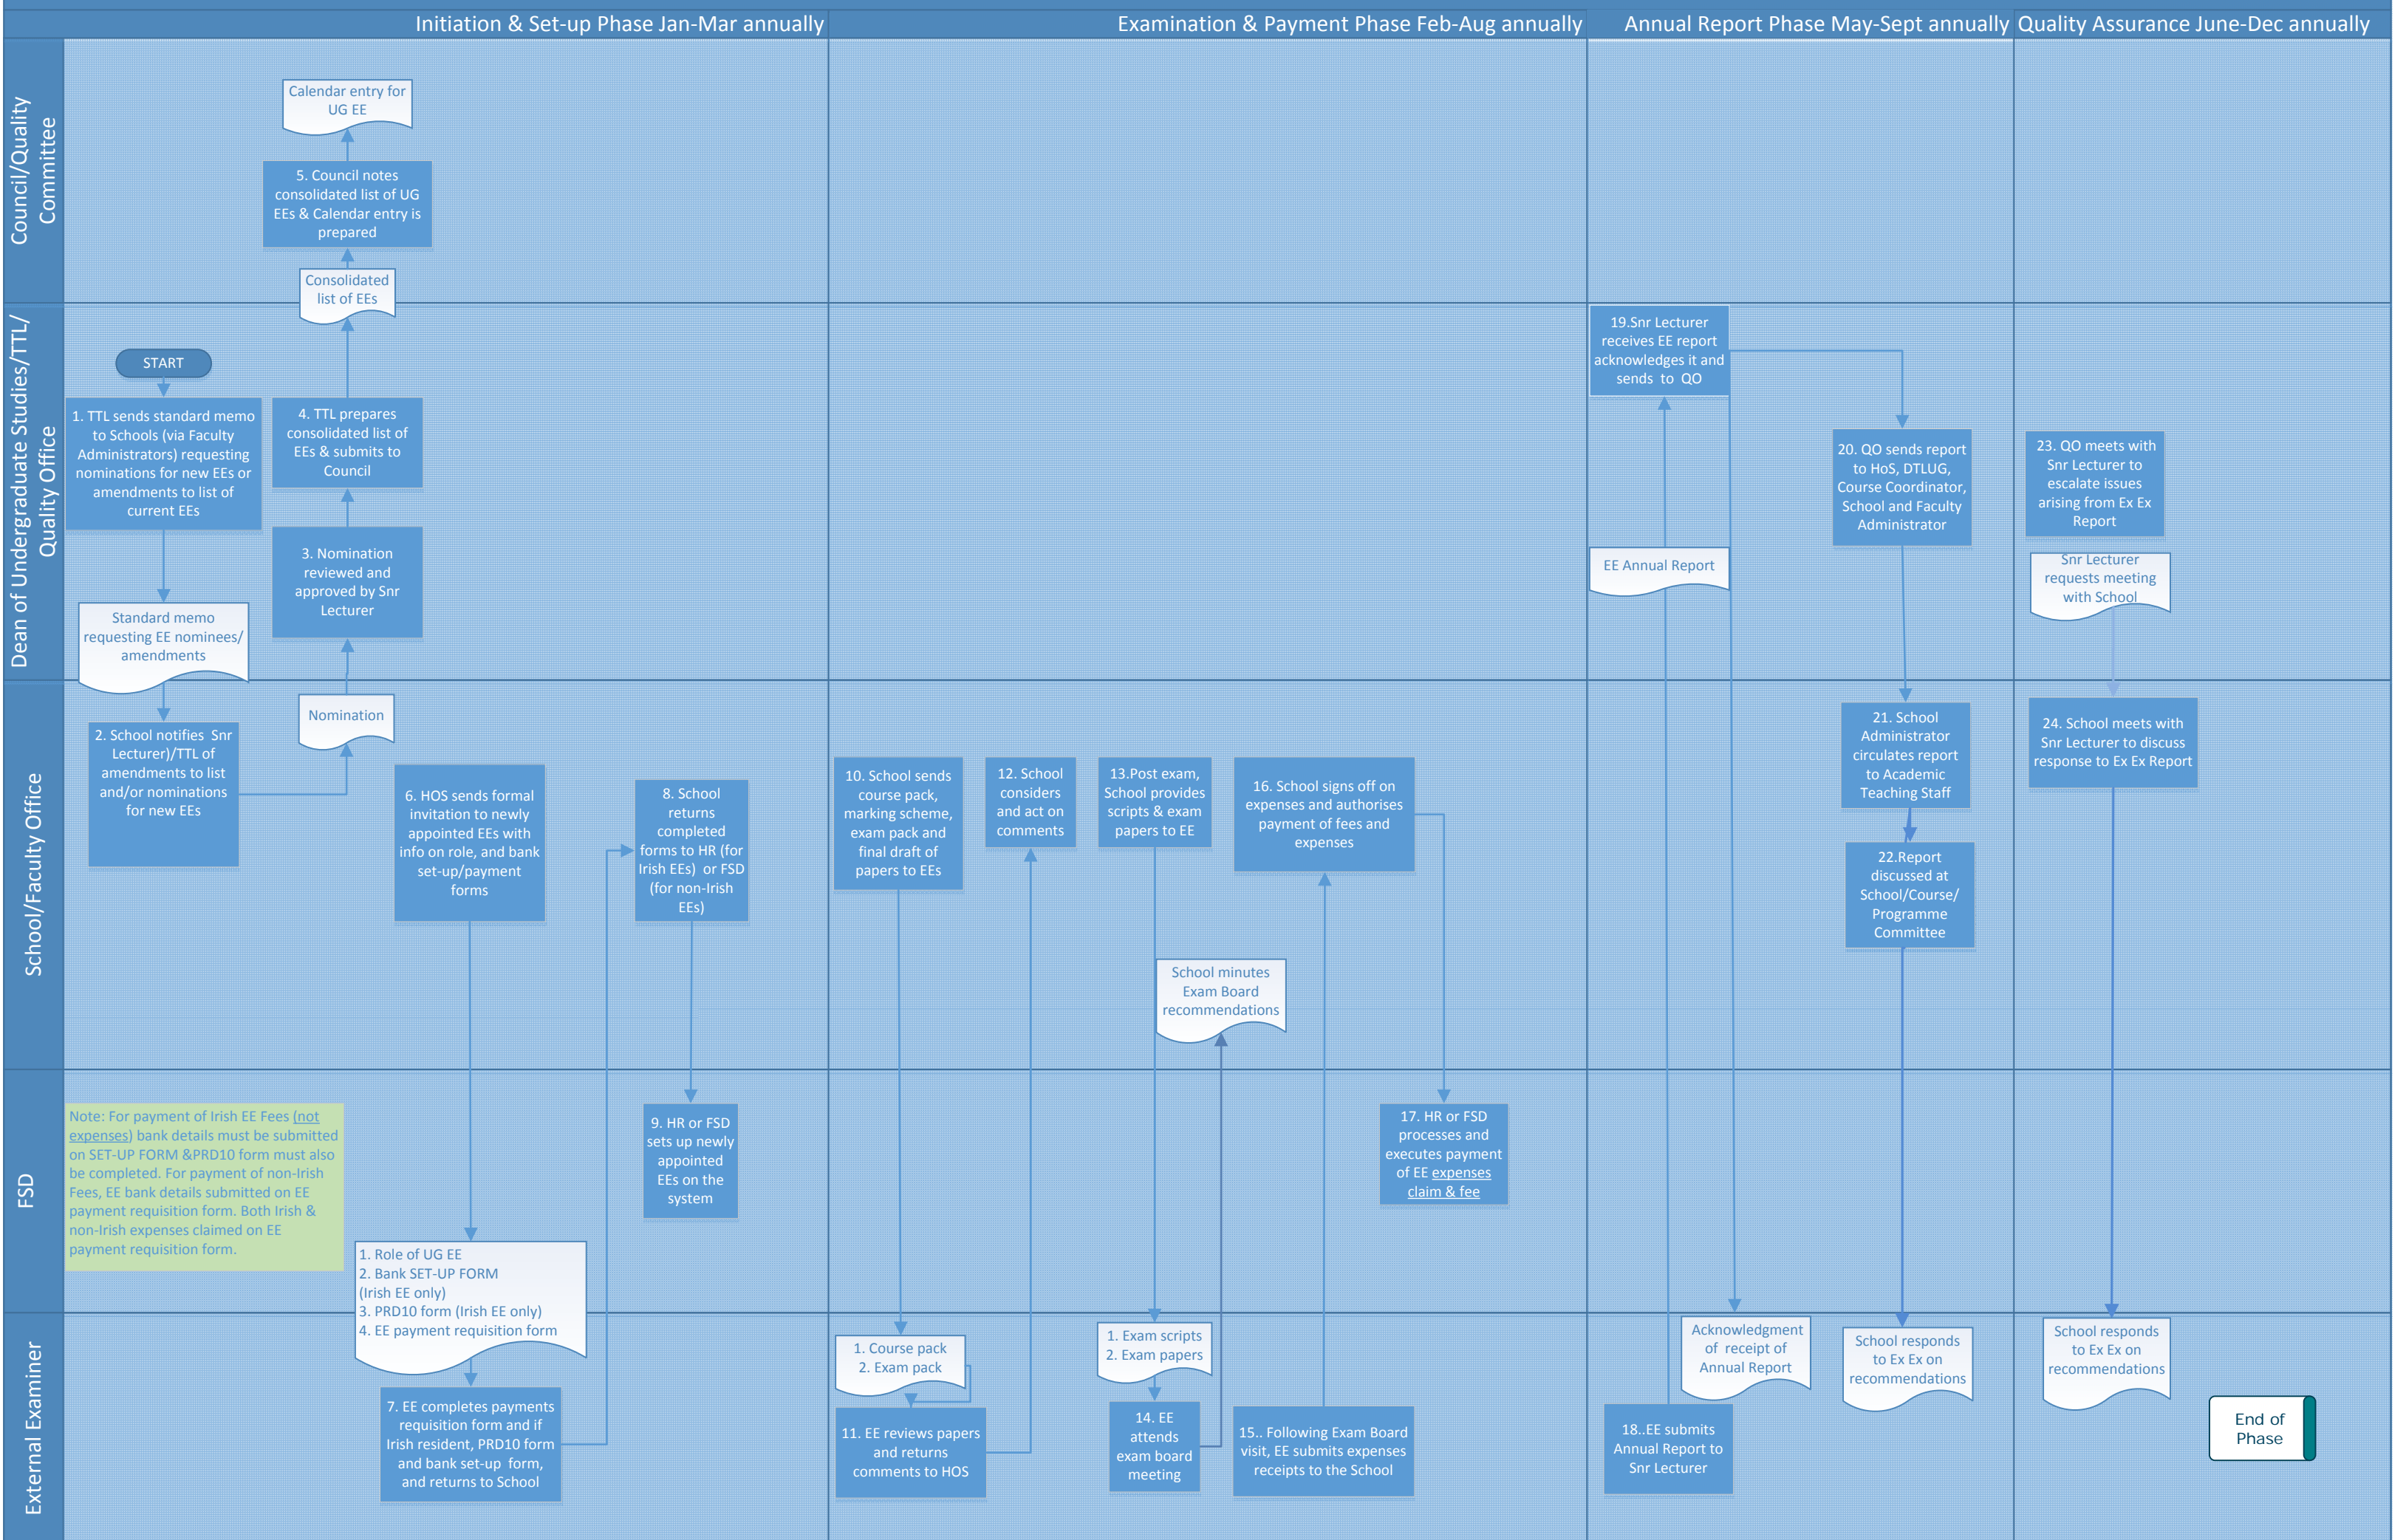 Initiation & Set-up Phase Jan-Mar annually
Examination & Payment Phase Feb-Aug annually
Annual Report Phase May-Sept annually
Quality Assurance June-Dec annually
Council/Quality
Committee
Calendar entry for
UG EE
5. Council notes
consolidated list of UG
EEs & Calendar entry is
prepared
Consolidated
list of EEs
Dean of Undergraduate Studies/TTL/
Quality Office
START
1. TTL sends standard memo
to Schools (via Faculty
Administrators) requesting
nominations for new EEs or
amendments to list of
current EEs
4. TTL prepares
consolidated list of
EEs & submits to
Council
3. Nomination
reviewed and
approved by Snr
Lecturer
Standard memo
requesting EE nominees/
amendments
19.Snr Lecturer
receives EE report
acknowledges it and
sends to QO
EE Annual Report
20. QO sends report
to HoS, DTLUG,
Course Coordinator,
School and Faculty
Administrator
23. QO meets with
Snr Lecturer to
escalate issues
arising from Ex Ex
Report
Snr Lecturer
requests meeting
with School
School/Faculty Office
Nomination
2. School notifies Snr
Lecturer)/TTL of
amendments to list
and/or nominations
for new EEs
6. HOS sends formal
invitation to newly
appointed EEs with
info on role, and bank
set-up/payment
forms
8. School
returns
completed
forms to HR (for
Irish EEs) or FSD
(for non-Irish
EEs)
10. School sends
course pack,
marking scheme,
exam pack and
final draft of
papers to EEs
12. School
considers
and act on
comments
13.Post exam,
School provides
scripts & exam
papers to EE
16. School signs off on
expenses and authorises
payment of fees and
expenses
School minutes
Exam Board
recommendations
21. School
Administrator
circulates report
to Academic
Teaching Staff
22.Report
discussed at
School/Course/
Programme
Committee
24. School meets with
Snr Lecturer to discuss
response to Ex Ex Report
FSD
Note: For payment of Irish EE Fees (not
expenses) bank details must be submitted
on SET-UP FORM &PRD10 form must also
be completed. For payment of non-Irish
Fees, EE bank details submitted on EE
payment requisition form. Both Irish &
non-Irish expenses claimed on EE
payment requisition form.
9. HR or FSD
sets up newly
appointed
EEs on the
system
17. HR or FSD
processes and
executes payment
of EE expenses
claim & fee
1. Role of UG EE
2. Bank SET-UP FORM
(Irish EE only)
3. PRD10 form (Irish EE only)
4. EE payment requisition form
External Examiner
7. EE completes payments
requisition form and if
Irish resident, PRD10 form
and bank set-up form,
and returns to School
1. Course pack
2. Exam pack
11. EE reviews papers
and returns
comments to HOS
1. Exam scripts
2. Exam papers
14. EE
attends
exam board
meeting
15.. Following Exam Board
visit, EE submits expenses
receipts to the School
Acknowledgment
of receipt of
Annual Report
18..EE submits
Annual Report to
Snr Lecturer
School responds
to Ex Ex on
recommendations
School responds
to Ex Ex on
recommendations
End of
Phase